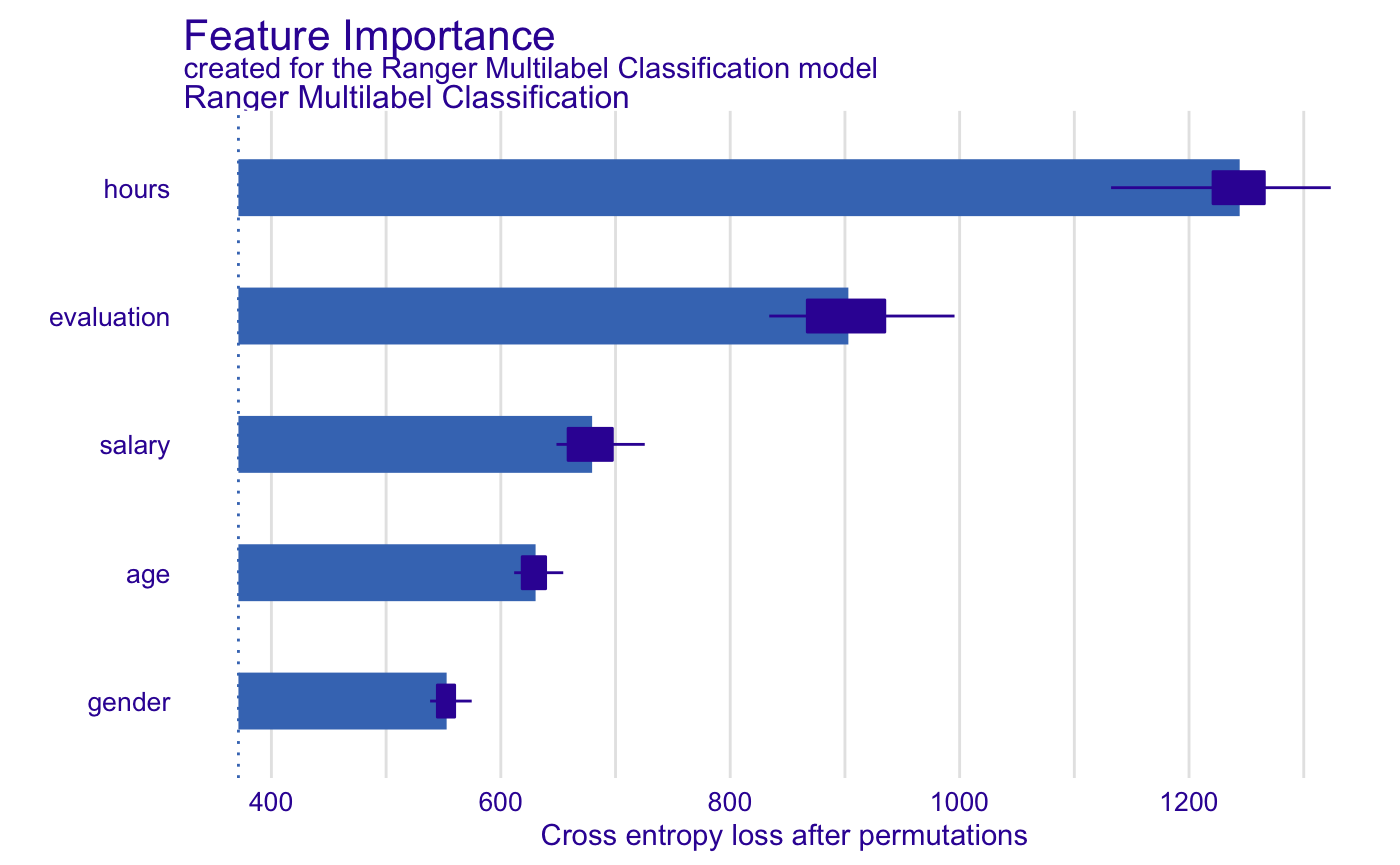 Feature Importance
created for the Ranger Multilabel Classification model
Ranger Multilabel Classification
hours
evaluation
salary
age
gender
400 600 800 1000 1200
Cross entropy loss after permutations